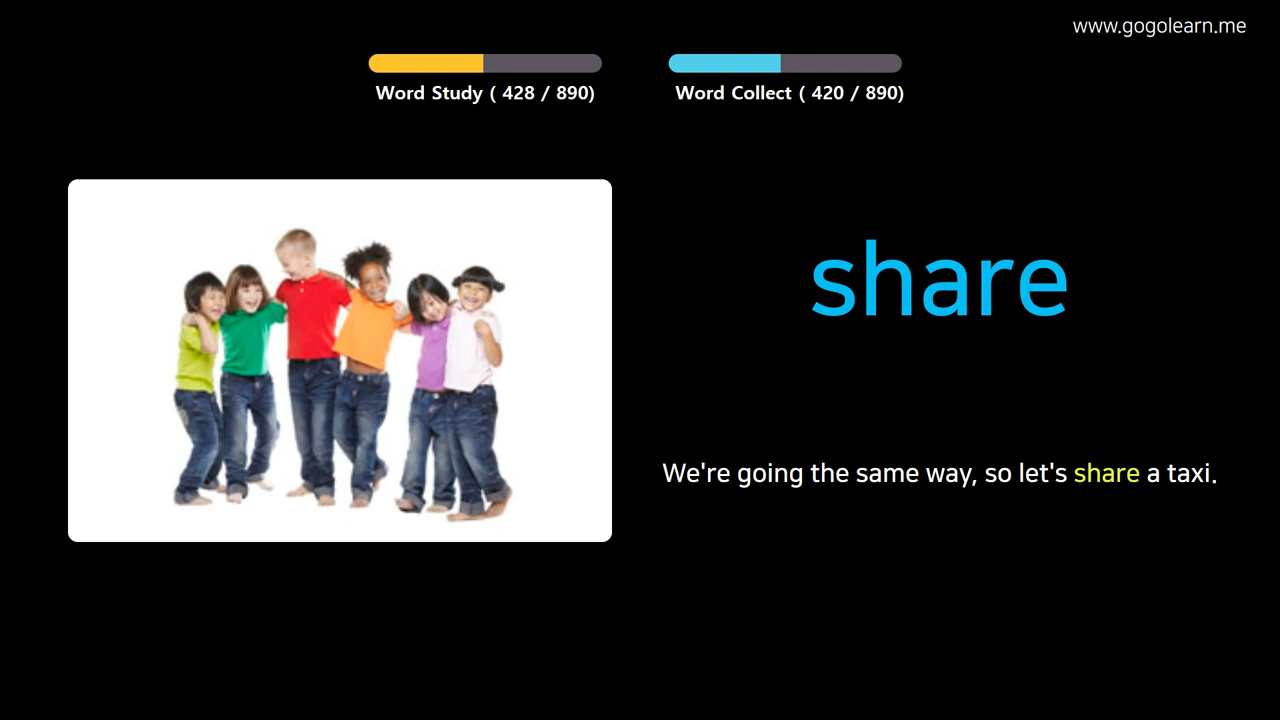 www.gogolearn.me
Word Study ( 428 / 890)
Word Collect ( 420 / 890)
share
We're going the same way, so let's share a taxi.